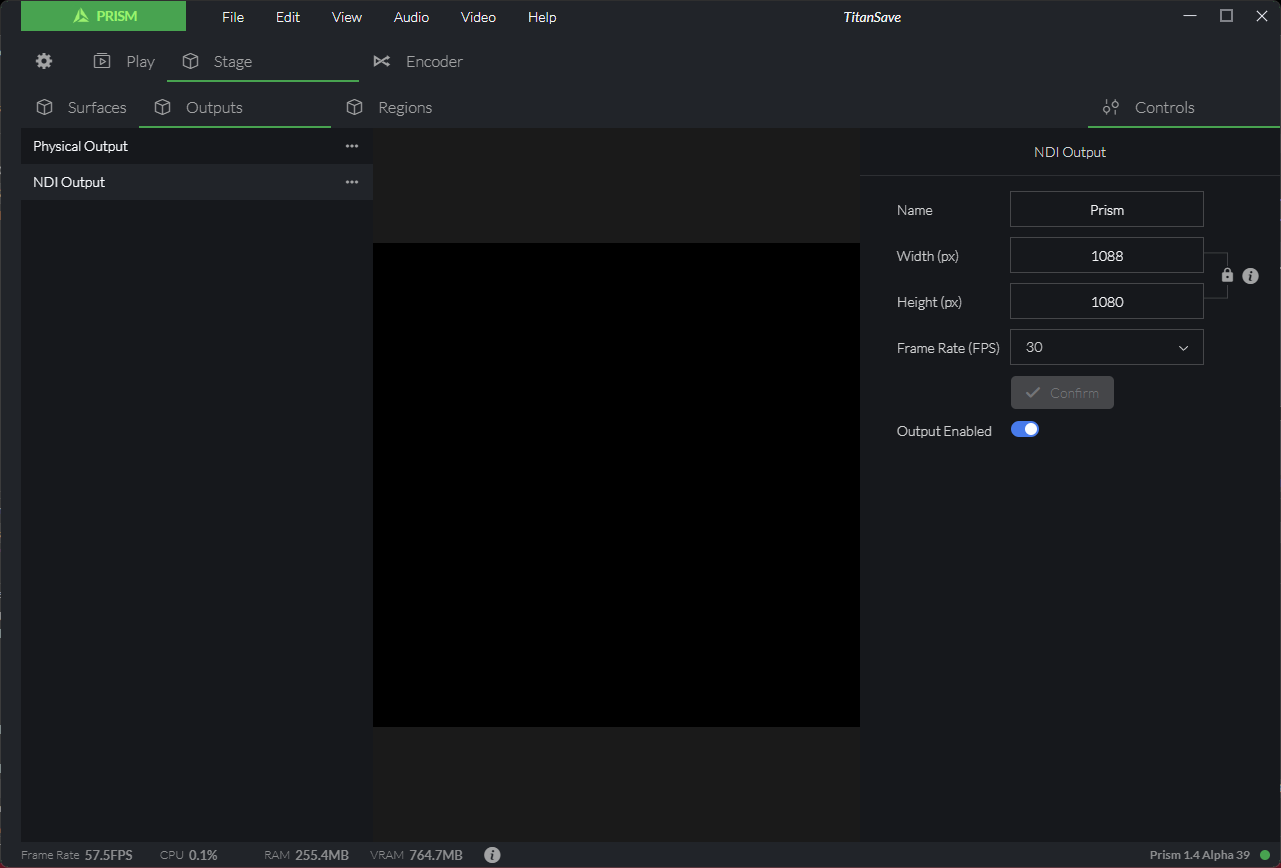 PRISM File Edit View Audio Video Help TitanSave
Play Stage Encoder
Surfaces Outputs Regions Controls
Physical Output
NDI Output
NDI Output
Name Prism
Width (px) 1088
Height (px) 1080
Frame Rate (FPS) 30
Confirm
Output Enabled
Frame Rate 57.5FPS CPU 0.1% RAM 255.4MB VRAM 764.7MB Prism 1.4 Alpha 39